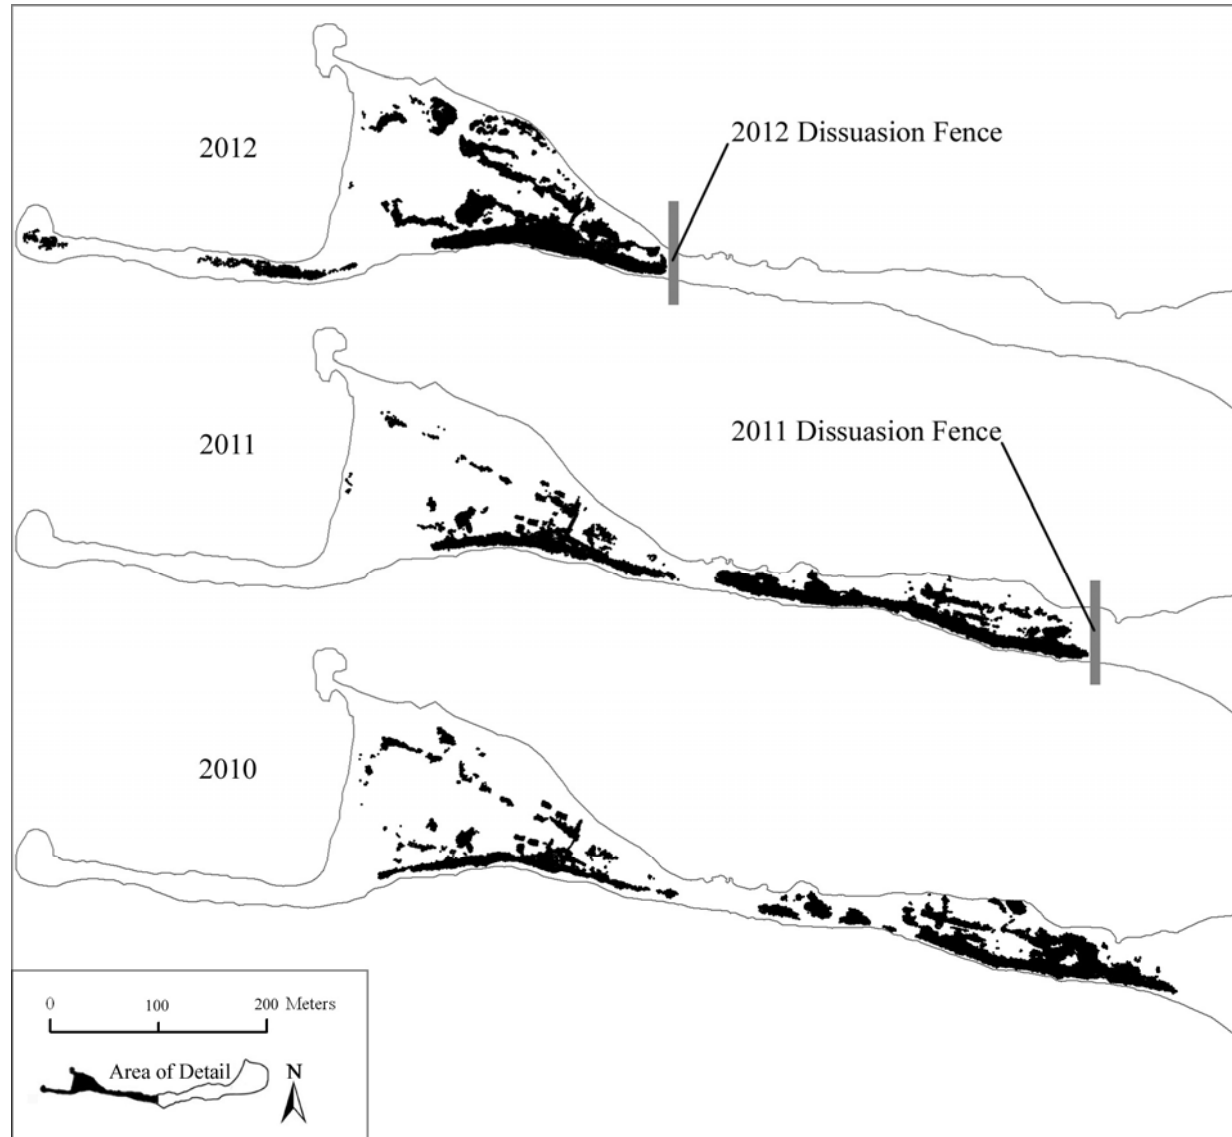 2012
2012 Dissuasion Fence
2011
2011 Dissuasion Fence
2010
0 100 200 Meters
Area of Detail
N